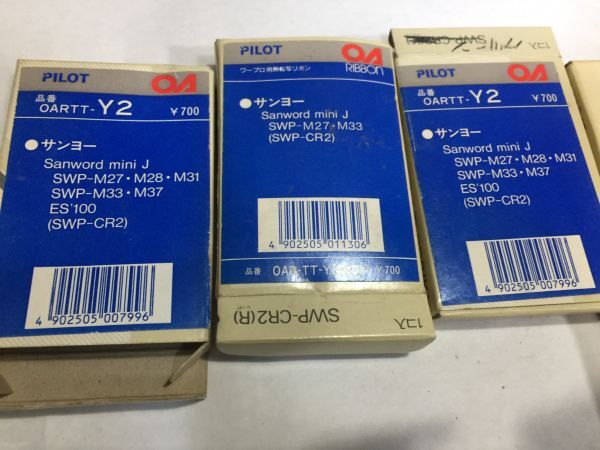 PILOT OA
品番
OARTT-Y2 ￥700
●サンヨー
Sanword mini J
SWP-M27・M28・M31
SWP-M33・M37
ES'100
(SWP-CR2)
4 902505 007996
PILOT OA
ワープロ用熱転写リボン RIBBON
●サンヨー
Sanword mini J
SWP-M27・M33
(SWP-CR2)
4 902505 011306
品番 ￥700
SWP-CR2(R) 1コ入
1コ入
PILOT OA
品番
OARTT-Y2 ￥700
●サンヨー
Sanword mini J
SWP-M27・M28・M31
SWP-M33・M37
ES'100
(SWP-CR2)
4 902505 007996